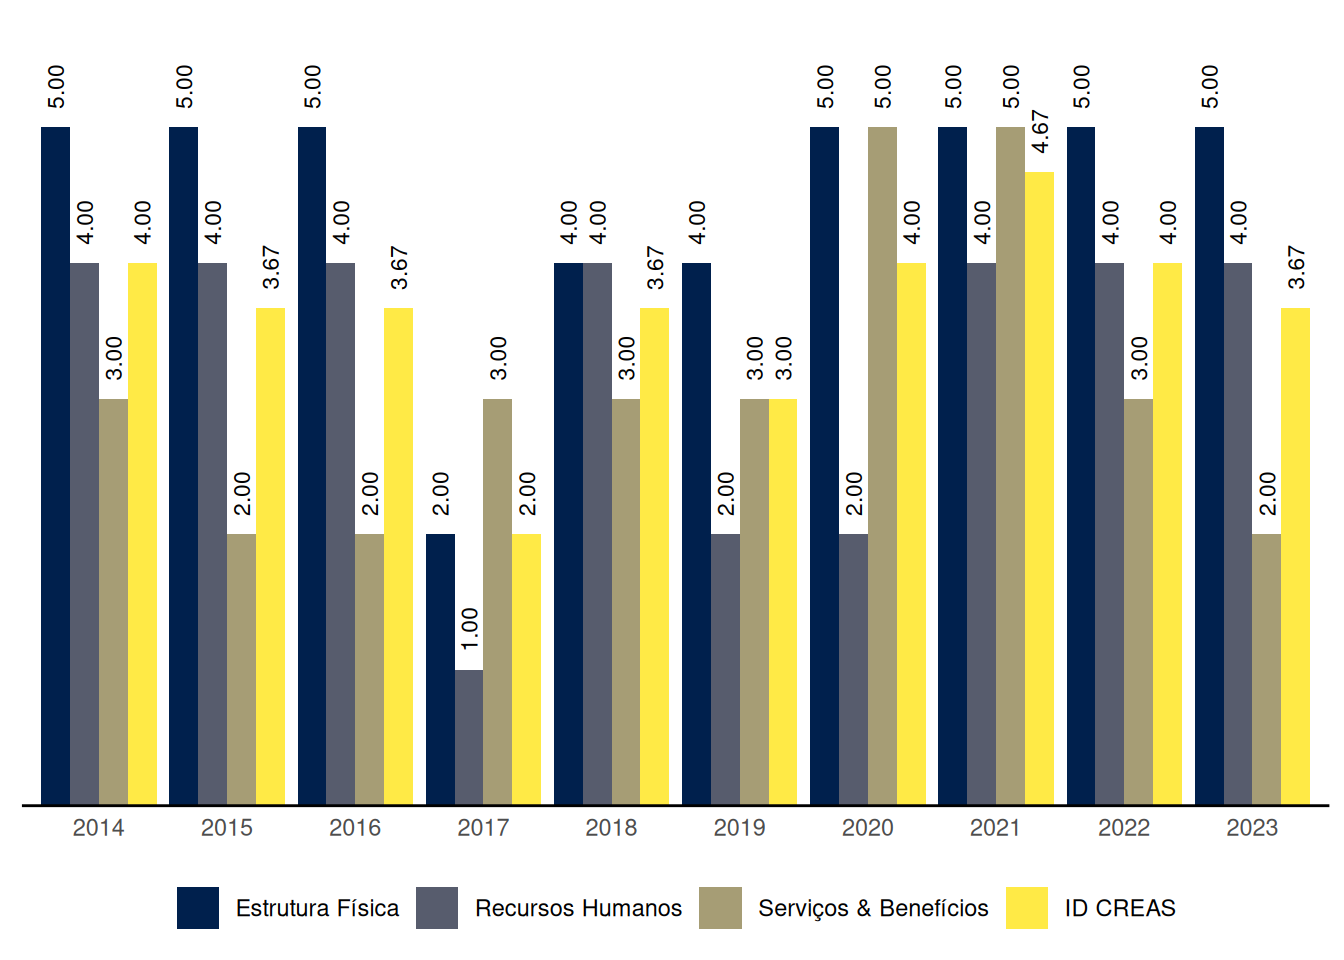 5.00 4.00 3.00 4.00
5.00 4.00 2.00 3.67
5.00 4.00 2.00 3.67
2.00 1.00 3.00 2.00
4.00 4.00 3.00 3.67
4.00 2.00 3.00 3.00
5.00 2.00 5.00 4.00
5.00 4.00 5.00 4.67
5.00 4.00 3.00 4.00
5.00 4.00 2.00 3.67
2014 2015 2016 2017 2018 2019 2020 2021 2022 2023
Estrutura Física Recursos Humanos Serviços & Benefícios ID CREAS